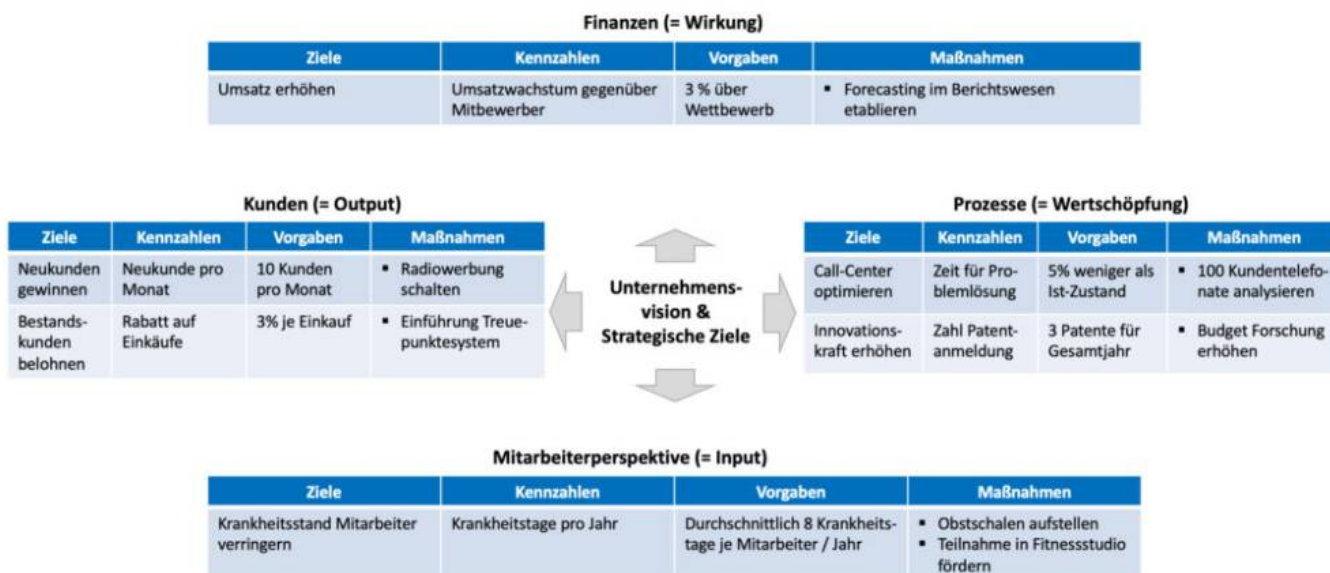 Finanzen (= Wirkung)
Ziele Kennzahlen Vorgaben Maßnahmen
Umsatz erhöhen Umsatzwachstum gegenüber 3 % über ▪ Forecasting im Berichtswesen
Mitbewerber Wettbewerb etablieren
Kunden (= Output)
Ziele Kennzahlen Vorgaben Maßnahmen
Neukunden Neukunde pro 10 Kunden ▪ Radiowerbung
gewinnen Monat pro Monat schalten
Bestands- Rabatt auf 3% je Einkauf ▪ Einführung Treue-
kunden Einkäufe punktesystem
belohnen
Unternehmens-
vision &
Strategische Ziele
Prozesse (= Wertschöpfung)
Ziele Kennzahlen Vorgaben Maßnahmen
Call-Center Zeit für Pro- 5% weniger als ▪ 100 Kundentelefo-
optimieren blemlösung Ist-Zustand nate analysieren
Innovations- Zahl Patent- 3 Patente für ▪ Budget Forschung
kraft erhöhen anmeldung Gesamtjahr erhöhen
Mitarbeiterperspektive (= Input)
Ziele Kennzahlen Vorgaben Maßnahmen
Krankheitsstand Mitarbeiter Krankheitstage pro Jahr Durchschnittlich 8 Krankheits- ▪ Obstschalen aufstellen
verringern tage je Mitarbeiter / Jahr ▪ Teilnahme in Fitnessstudio
fördern